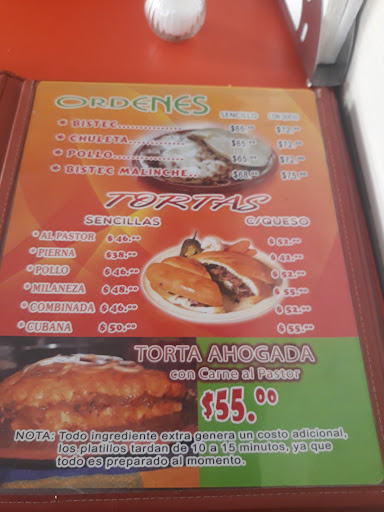 ORDENES
SENCILLO CON QUESO
* BISTEC............... $65.00 $72.00
* CHULETA............. $65.00 $72.00
* POLLO................ $65.00 $72.00
* BISTEC MALINCHE.. $68.00 $75.00
TORTAS
SENCILLAS C/QUESO
* AL PASTOR $46.00 $52.00
* PIERNA $38.00 $42.00
* POLLO $46.00 $52.00
* MILANEZA $48.00 $55.00
* COMBINADA $46.00 $52.00
* CUBANA $50.00 $55.00
TORTA AHOGADA
con Carne al Pastor
$55.00
NOTA: Todo ingrediente extra genera un costo adicional,
los platillos tardan de 10 a 15 minutos, ya que
todo es preparado al momento.